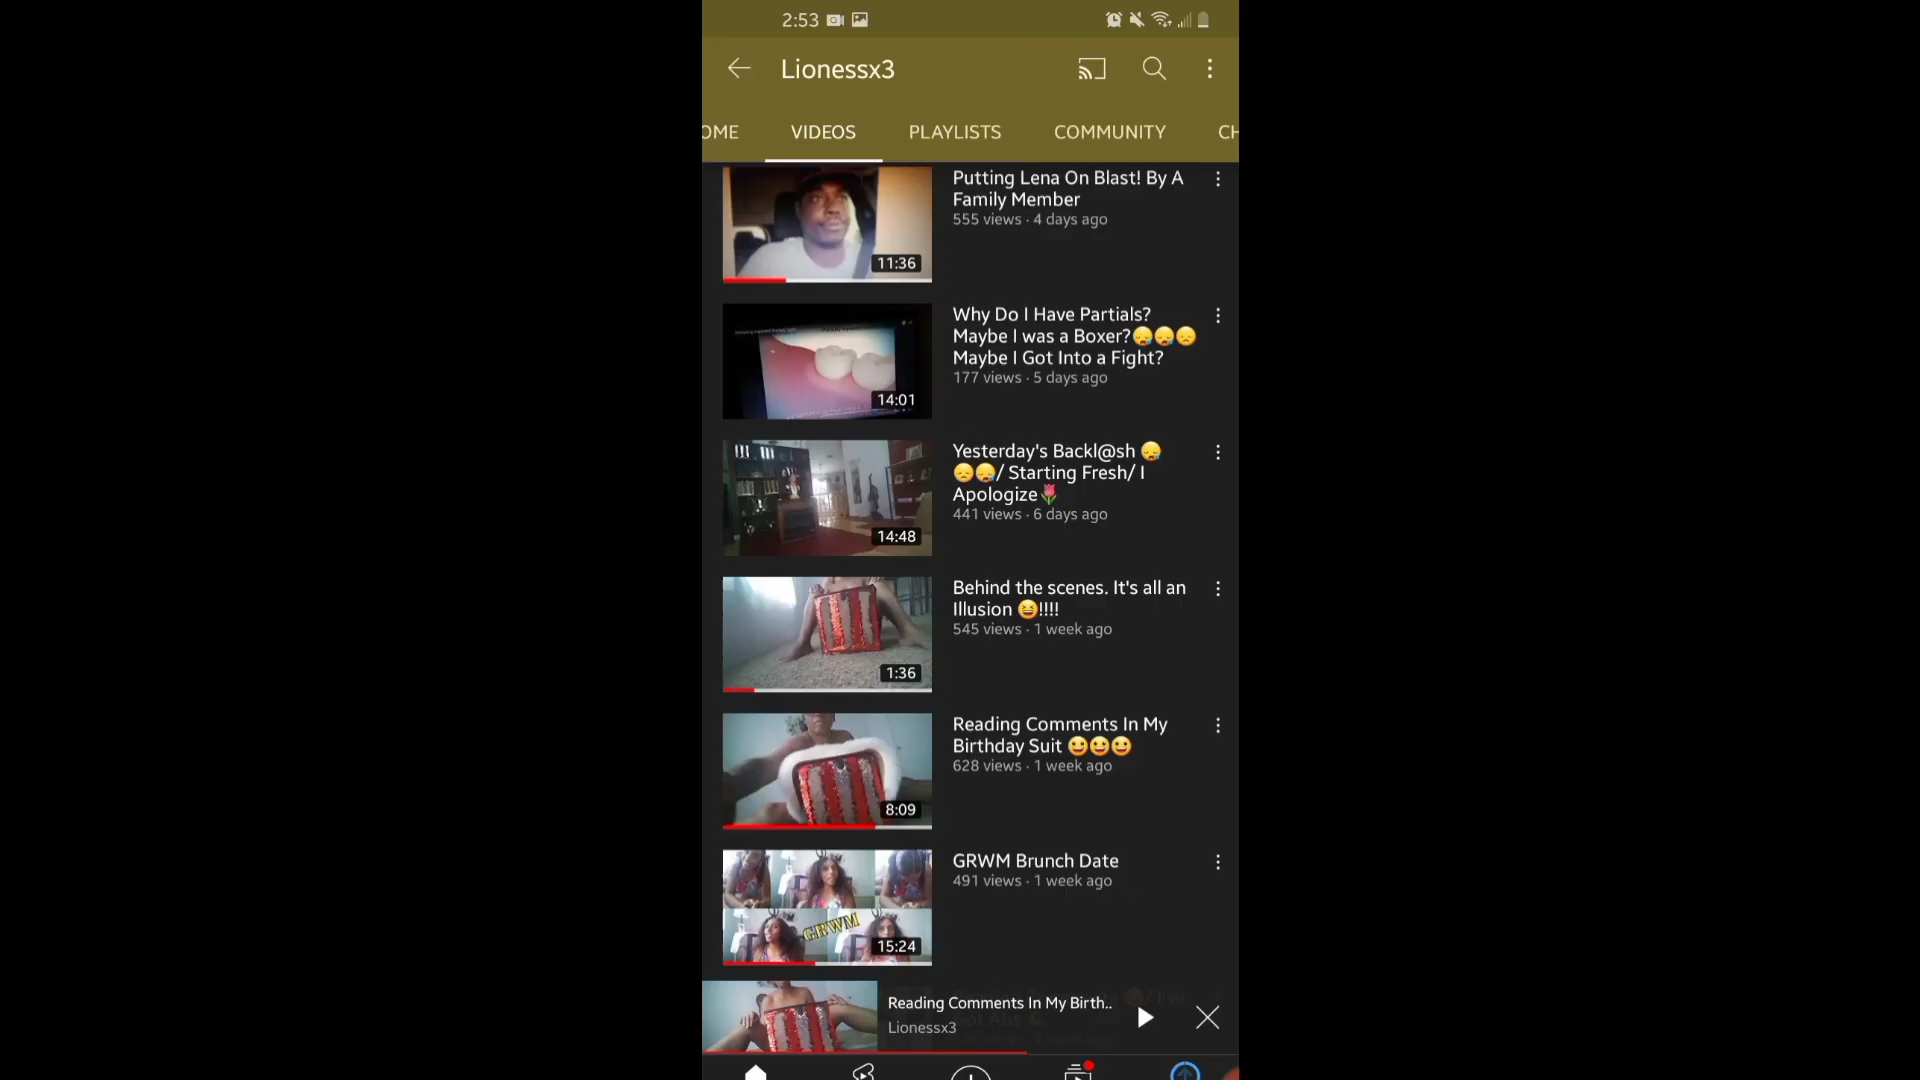 2:53
Lionessx3
OME VIDEOS PLAYLISTS COMMUNITY CH
Putting Lena On Blast! By A
Family Member
555 views · 4 days ago
11:36
Why Do I Have Partials?
Maybe I was a Boxer?😪😪😞
Maybe I Got Into a Fight?
177 views · 5 days ago
14:01
Yesterday's Backl@sh 😪
😞😪/ Starting Fresh/ I
Apologize🌷
441 views · 6 days ago
14:48
Behind the scenes. It's all an
Illusion 😆!!!!
545 views · 1 week ago
1:36
Reading Comments In My
Birthday Suit 😀😀😀
628 views · 1 week ago
8:09
GRWM Brunch Date
491 views · 1 week ago
GRWM
15:24
Reading Comments In My Birth..
Lionessx3